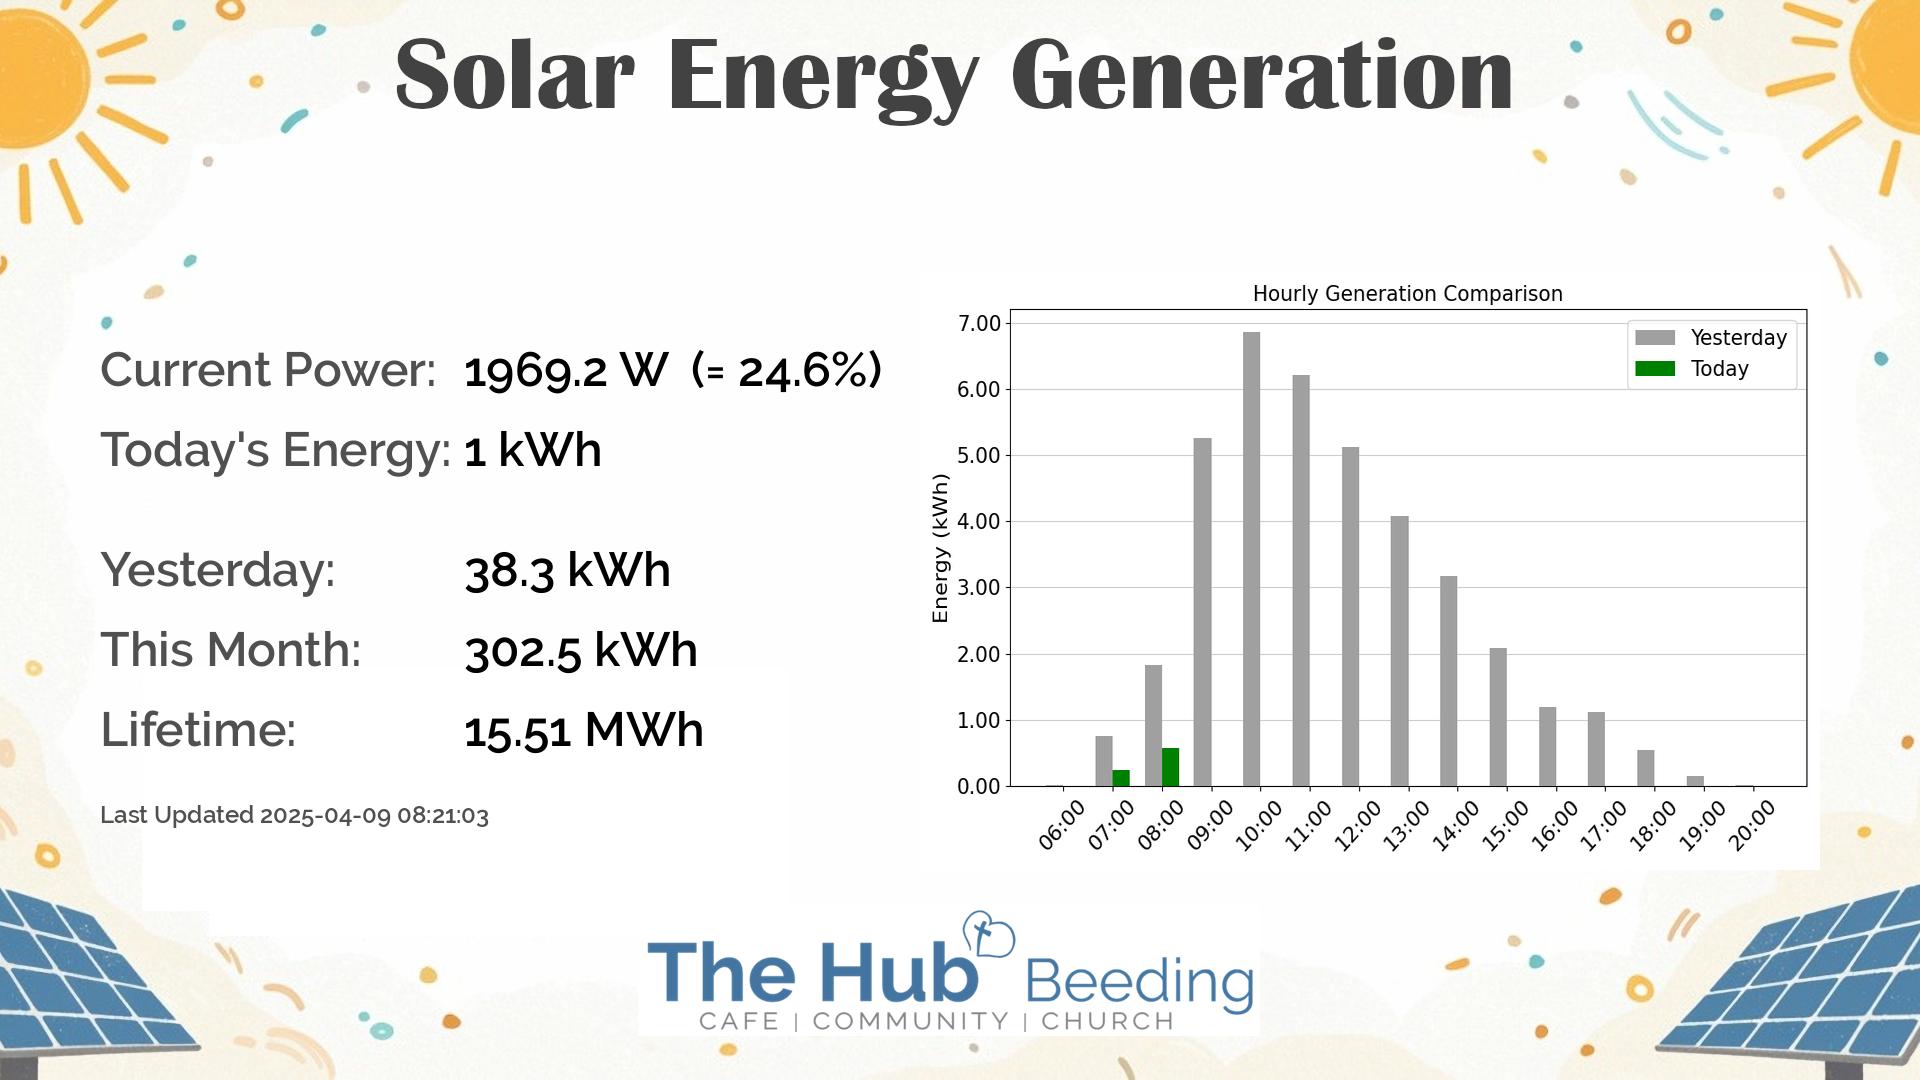 Solar Energy Generation
Current Power: 1969.2 W (= 24.6%)
Today's Energy: 1 kWh
Yesterday: 38.3 kWh
This Month: 302.5 kWh
Lifetime: 15.51 MWh
Last Updated 2025-04-09 08:21:03
Hourly Generation Comparison
Yesterday
Today
Energy (kWh)
7.00
6.00
5.00
4.00
3.00
2.00
1.00
0.00
06:00 07:00 08:00 09:00 10:00 11:00 12:00 13:00 14:00 15:00 16:00 17:00 18:00 19:00 20:00
The Hub Beeding
CAFE | COMMUNITY | CHURCH